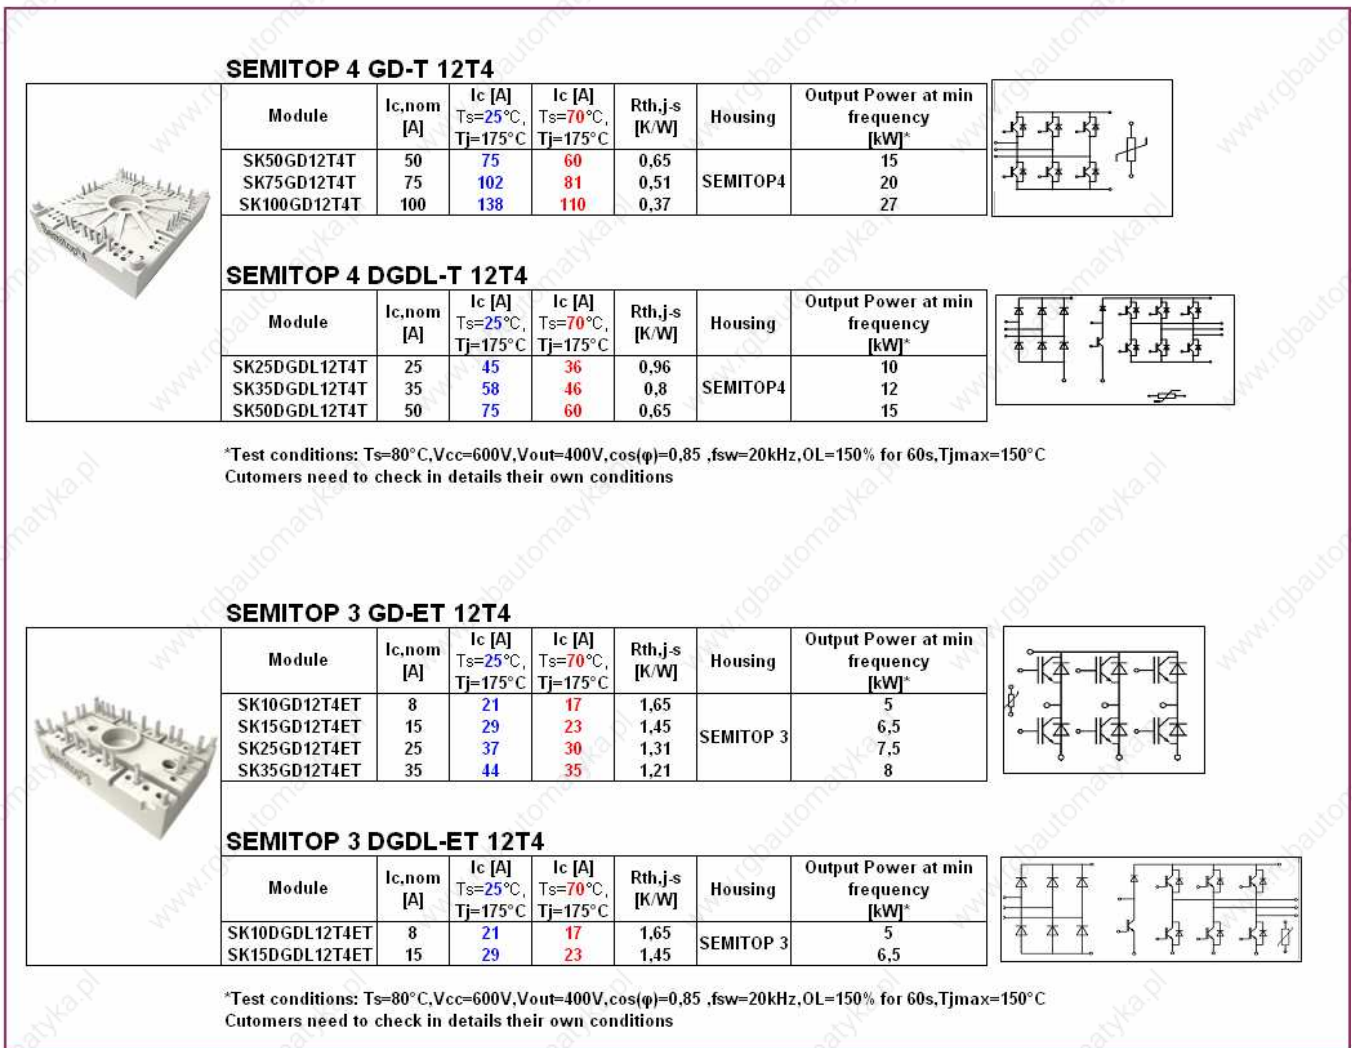 SEMITOP 4 GD-T 12T4
Module Ic,nom [A] Ic [A] Ts=25°C, Tj=175°C Ic [A] Ts=70°C, Tj=175°C Rth,j-s [K/W] Housing Output Power at min frequency [kW]*
SK50GD12T4T 50 75 60 0,65 SEMITOP4 15
SK75GD12T4T 75 102 81 0,51 20
SK100GD12T4T 100 138 110 0,37 27
SEMITOP 4 DGDL-T 12T4
Module Ic,nom [A] Ic [A] Ts=25°C, Tj=175°C Ic [A] Ts=70°C, Tj=175°C Rth,j-s [K/W] Housing Output Power at min frequency [kW]*
SK25DGDL12T4T 25 45 36 0,96 SEMITOP4 10
SK35DGDL12T4T 35 58 46 0,8 12
SK50DGDL12T4T 50 75 60 0,65 15
*Test conditions: Ts=80°C,Vcc=600V,Vout=400V,cos(φ)=0,85 ,fsw=20kHz,OL=150% for 60s,Tjmax=150°C
Cutomers need to check in details their own conditions
SEMITOP 3 GD-ET 12T4
Module Ic,nom [A] Ic [A] Ts=25°C, Tj=175°C Ic [A] Ts=70°C, Tj=175°C Rth,j-s [K/W] Housing Output Power at min frequency [kW]*
SK10GD12T4ET 8 21 17 1,65 SEMITOP 3 5
SK15GD12T4ET 15 29 23 1,45 6,5
SK25GD12T4ET 25 37 30 1,31 7,5
SK35GD12T4ET 35 44 35 1,21 8
SEMITOP 3 DGDL-ET 12T4
Module Ic,nom [A] Ic [A] Ts=25°C, Tj=175°C Ic [A] Ts=70°C, Tj=175°C Rth,j-s [K/W] Housing Output Power at min frequency [kW]*
SK10DGDL12T4ET 8 21 17 1,65 SEMITOP 3 5
SK15DGDL12T4ET 15 29 23 1,45 6,5
*Test conditions: Ts=80°C,Vcc=600V,Vout=400V,cos(φ)=0,85 ,fsw=20kHz,OL=150% for 60s,Tjmax=150°C
Cutomers need to check in details their own conditions
www.rgbautomatyka.pl